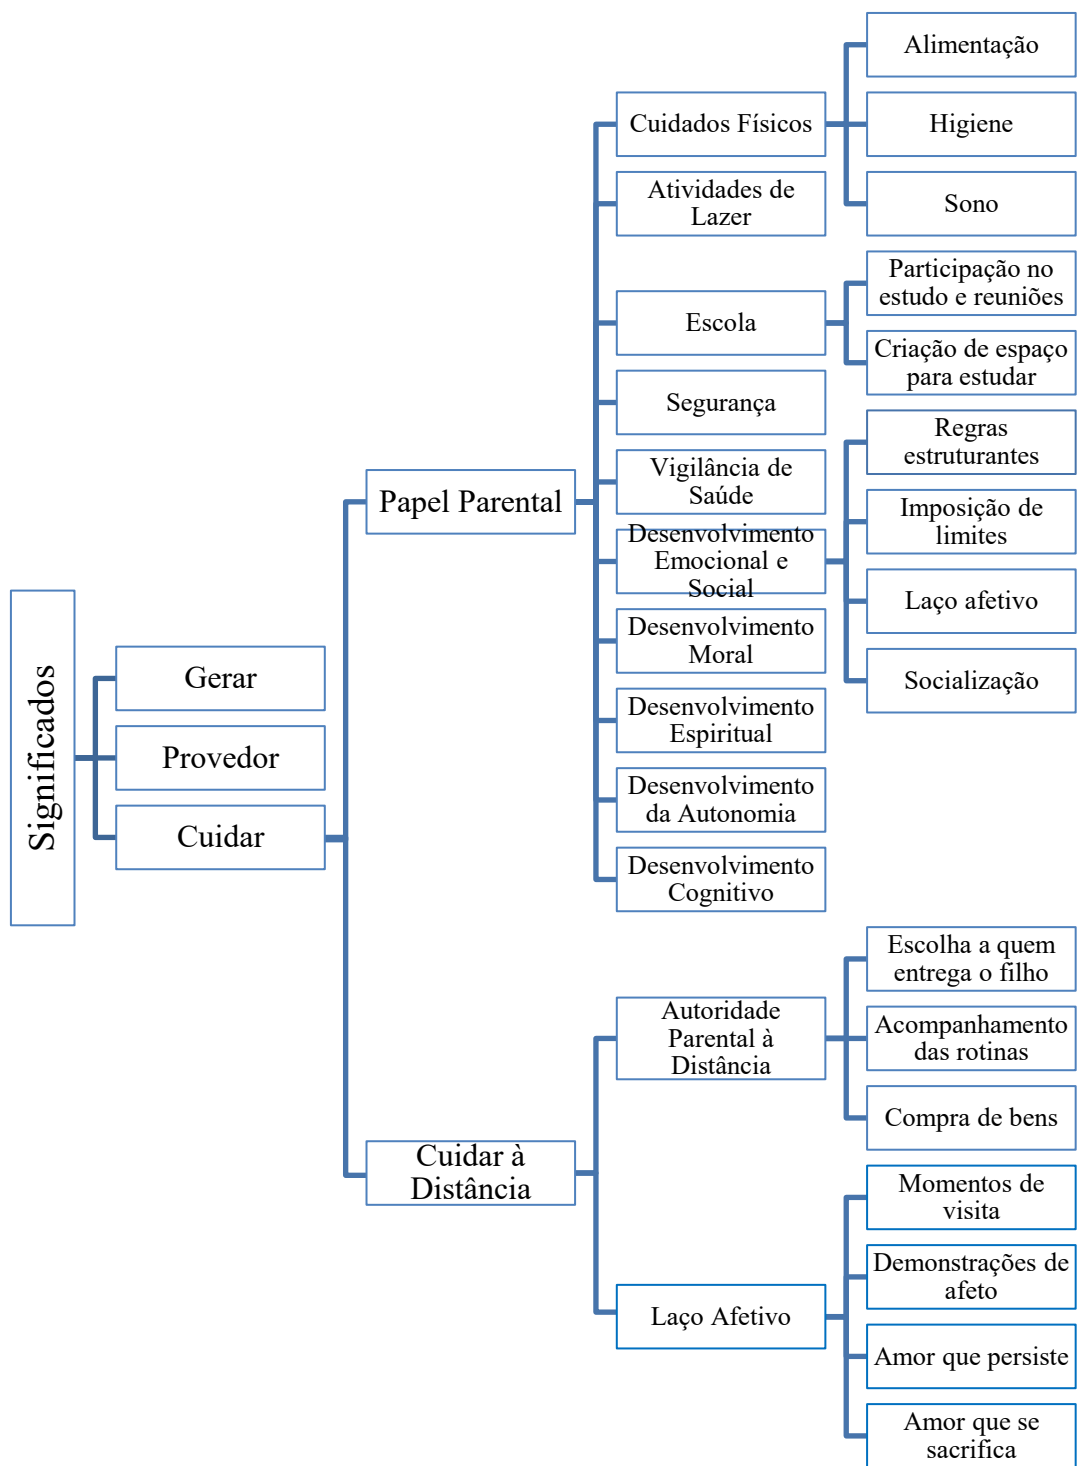 Significados
Gerar
Provedor
Cuidar
Papel Parental
Cuidados Físicos
Alimentação
Higiene
Sono
Atividades de
Lazer
Escola
Participação no
estudo e reuniões
Criação de espaço
para estudar
Segurança
Vigilância de
Saúde
Desenvolvimento
Emocional e
Social
Regras
estruturantes
Imposição de
limites
Laço afetivo
Socialização
Desenvolvimento
Moral
Desenvolvimento
Espiritual
Desenvolvimento
da Autonomia
Desenvolvimento
Cognitivo
Cuidar à
Distância
Autoridade
Parental à
Distância
Escolha a quem
entrega o filho
Acompanhamento
das rotinas
Compra de bens
Laço Afetivo
Momentos de
visita
Demonstrações de
afeto
Amor que persiste
Amor que se
sacrifica